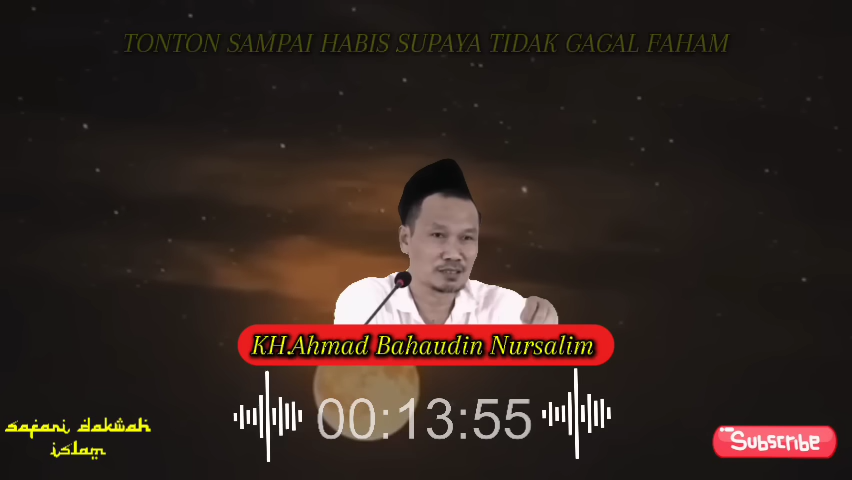 TONTON SAMPAI HABIS SUPAYA TIDAK GAGAL FAHAM
KH.Ahmad Bahaudin Nursalim
00:13:55
safari dakwah
islam
Subscribe